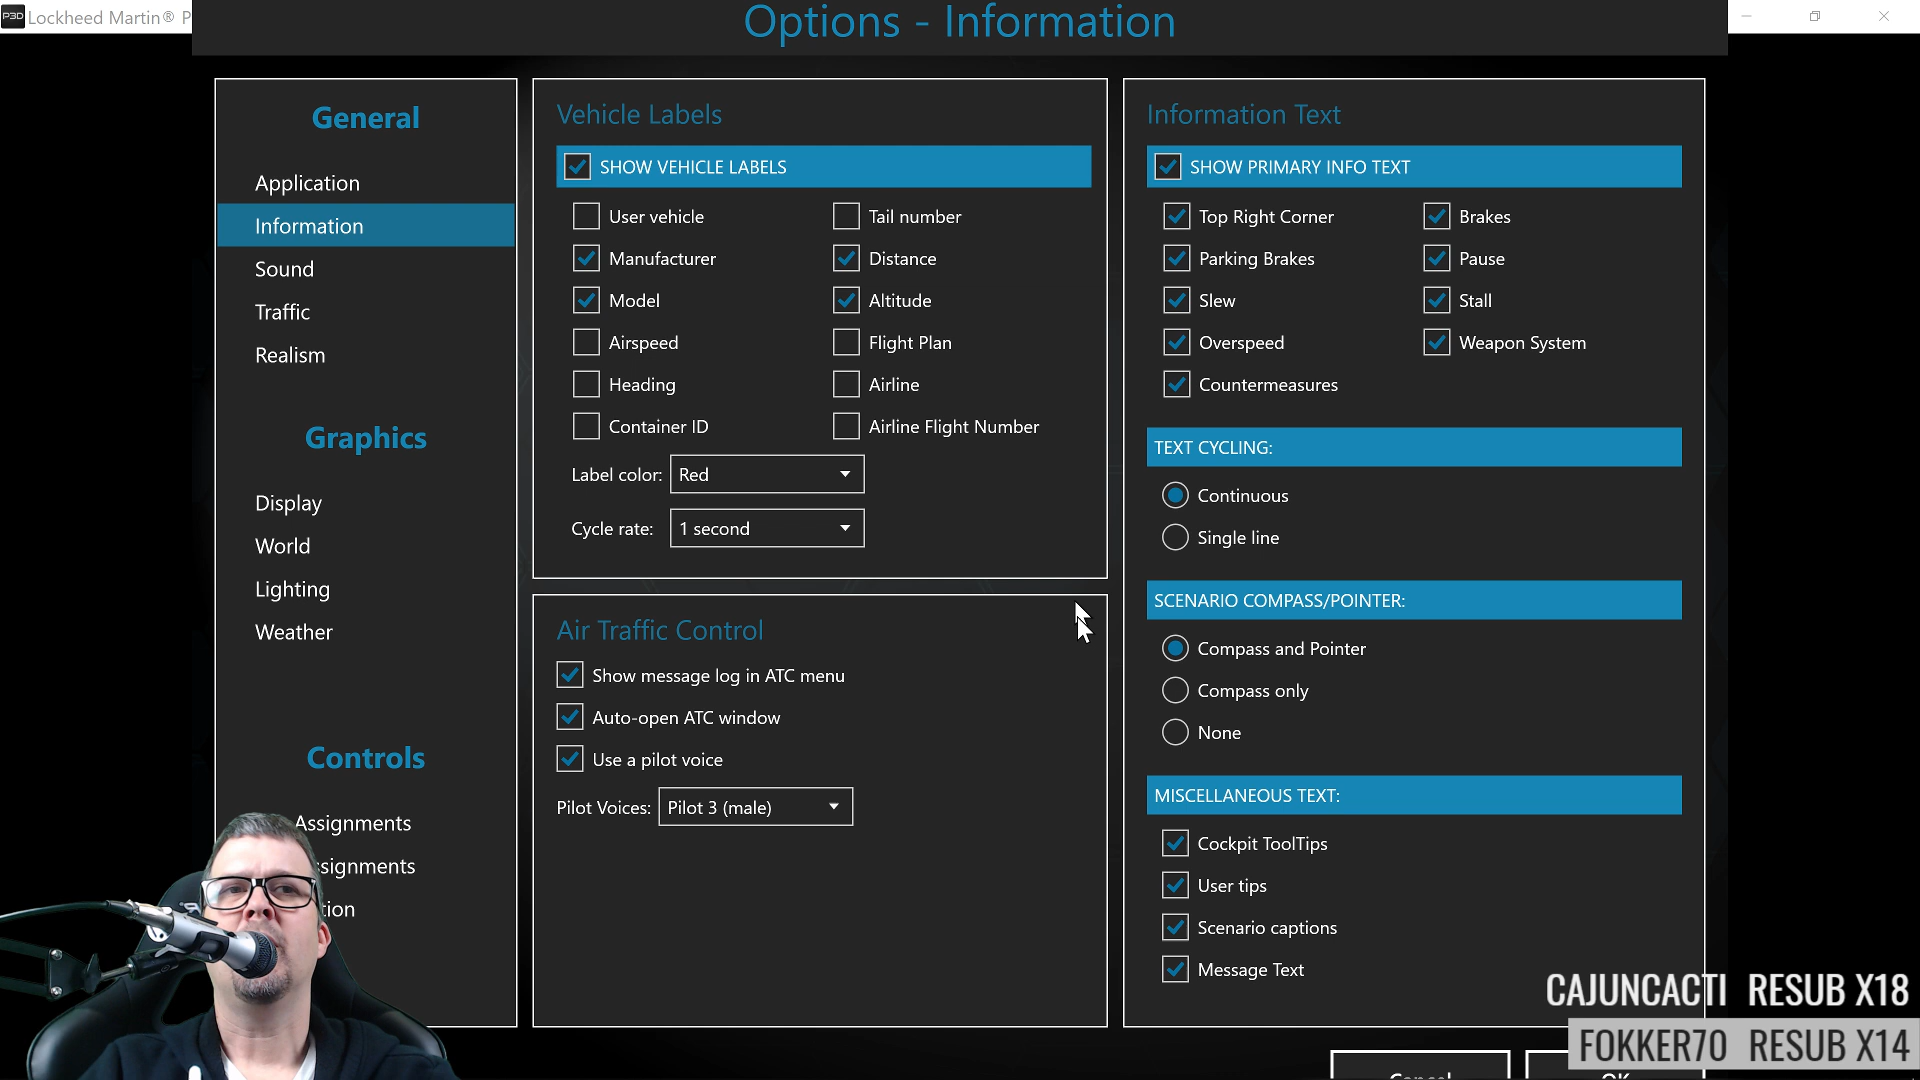 P3D Lockheed Martin® P
Options - Information
General
Application
Information
Sound
Traffic
Realism
Graphics
Display
World
Lighting
Weather
Controls
Assignments
ssignments
tion
Vehicle Labels
SHOW VEHICLE LABELS
User vehicle
Tail number
Manufacturer
Distance
Model
Altitude
Airspeed
Flight Plan
Heading
Airline
Container ID
Airline Flight Number
Label color: Red
Cycle rate: 1 second
Air Traffic Control
Show message log in ATC menu
Auto-open ATC window
Use a pilot voice
Pilot Voices: Pilot 3 (male)
Information Text
SHOW PRIMARY INFO TEXT
Top Right Corner
Brakes
Parking Brakes
Pause
Slew
Stall
Overspeed
Weapon System
Countermeasures
TEXT CYCLING:
Continuous
Single line
SCENARIO COMPASS/POINTER:
Compass and Pointer
Compass only
None
MISCELLANEOUS TEXT:
Cockpit ToolTips
User tips
Scenario captions
Message Text
CAJUNCACTI RESUB X18
FOKKER70 RESUB X14
Cancel
OK